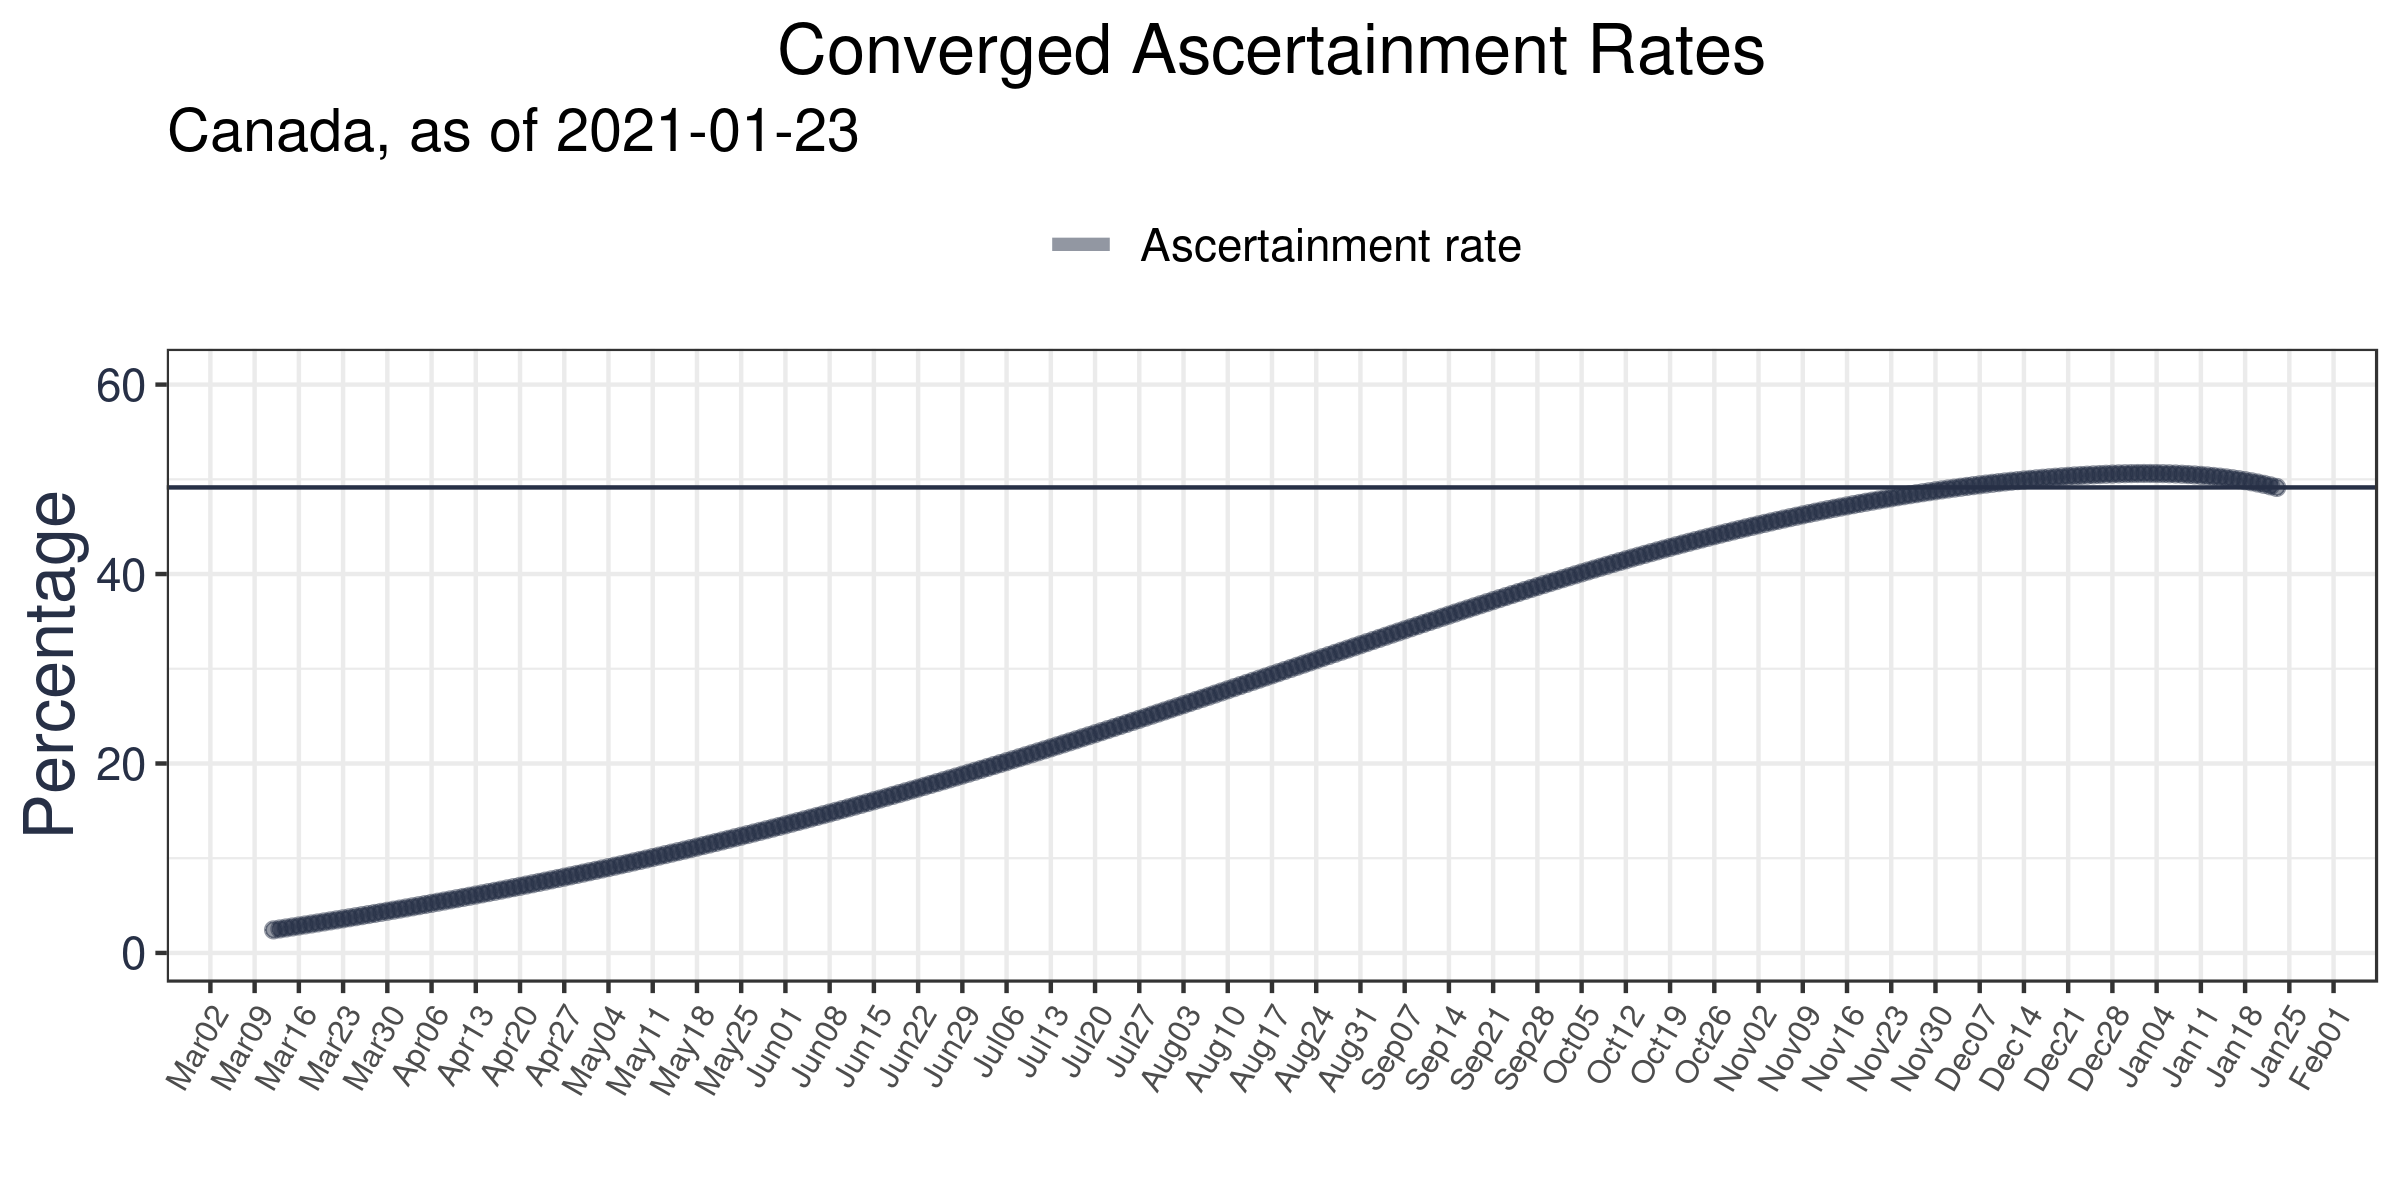 Converged Ascertainment Rates
Canada, as of 2021-01-23
Ascertainment rate
Percentage
60
40
20
0
Mar02 Mar09 Mar16 Mar23 Mar30 Apr06 Apr13 Apr20 Apr27 May04 May11 May18 May25 Jun01 Jun08 Jun15 Jun22 Jun29 Jul06 Jul13 Jul20 Jul27 Aug03 Aug10 Aug17 Aug24 Aug31 Sep07 Sep14 Sep21 Sep28 Oct05 Oct12 Oct19 Oct26 Nov02 Nov09 Nov16 Nov23 Nov30 Dec07 Dec14 Dec21 Dec28 Jan04 Jan11 Jan18 Jan25 Feb01